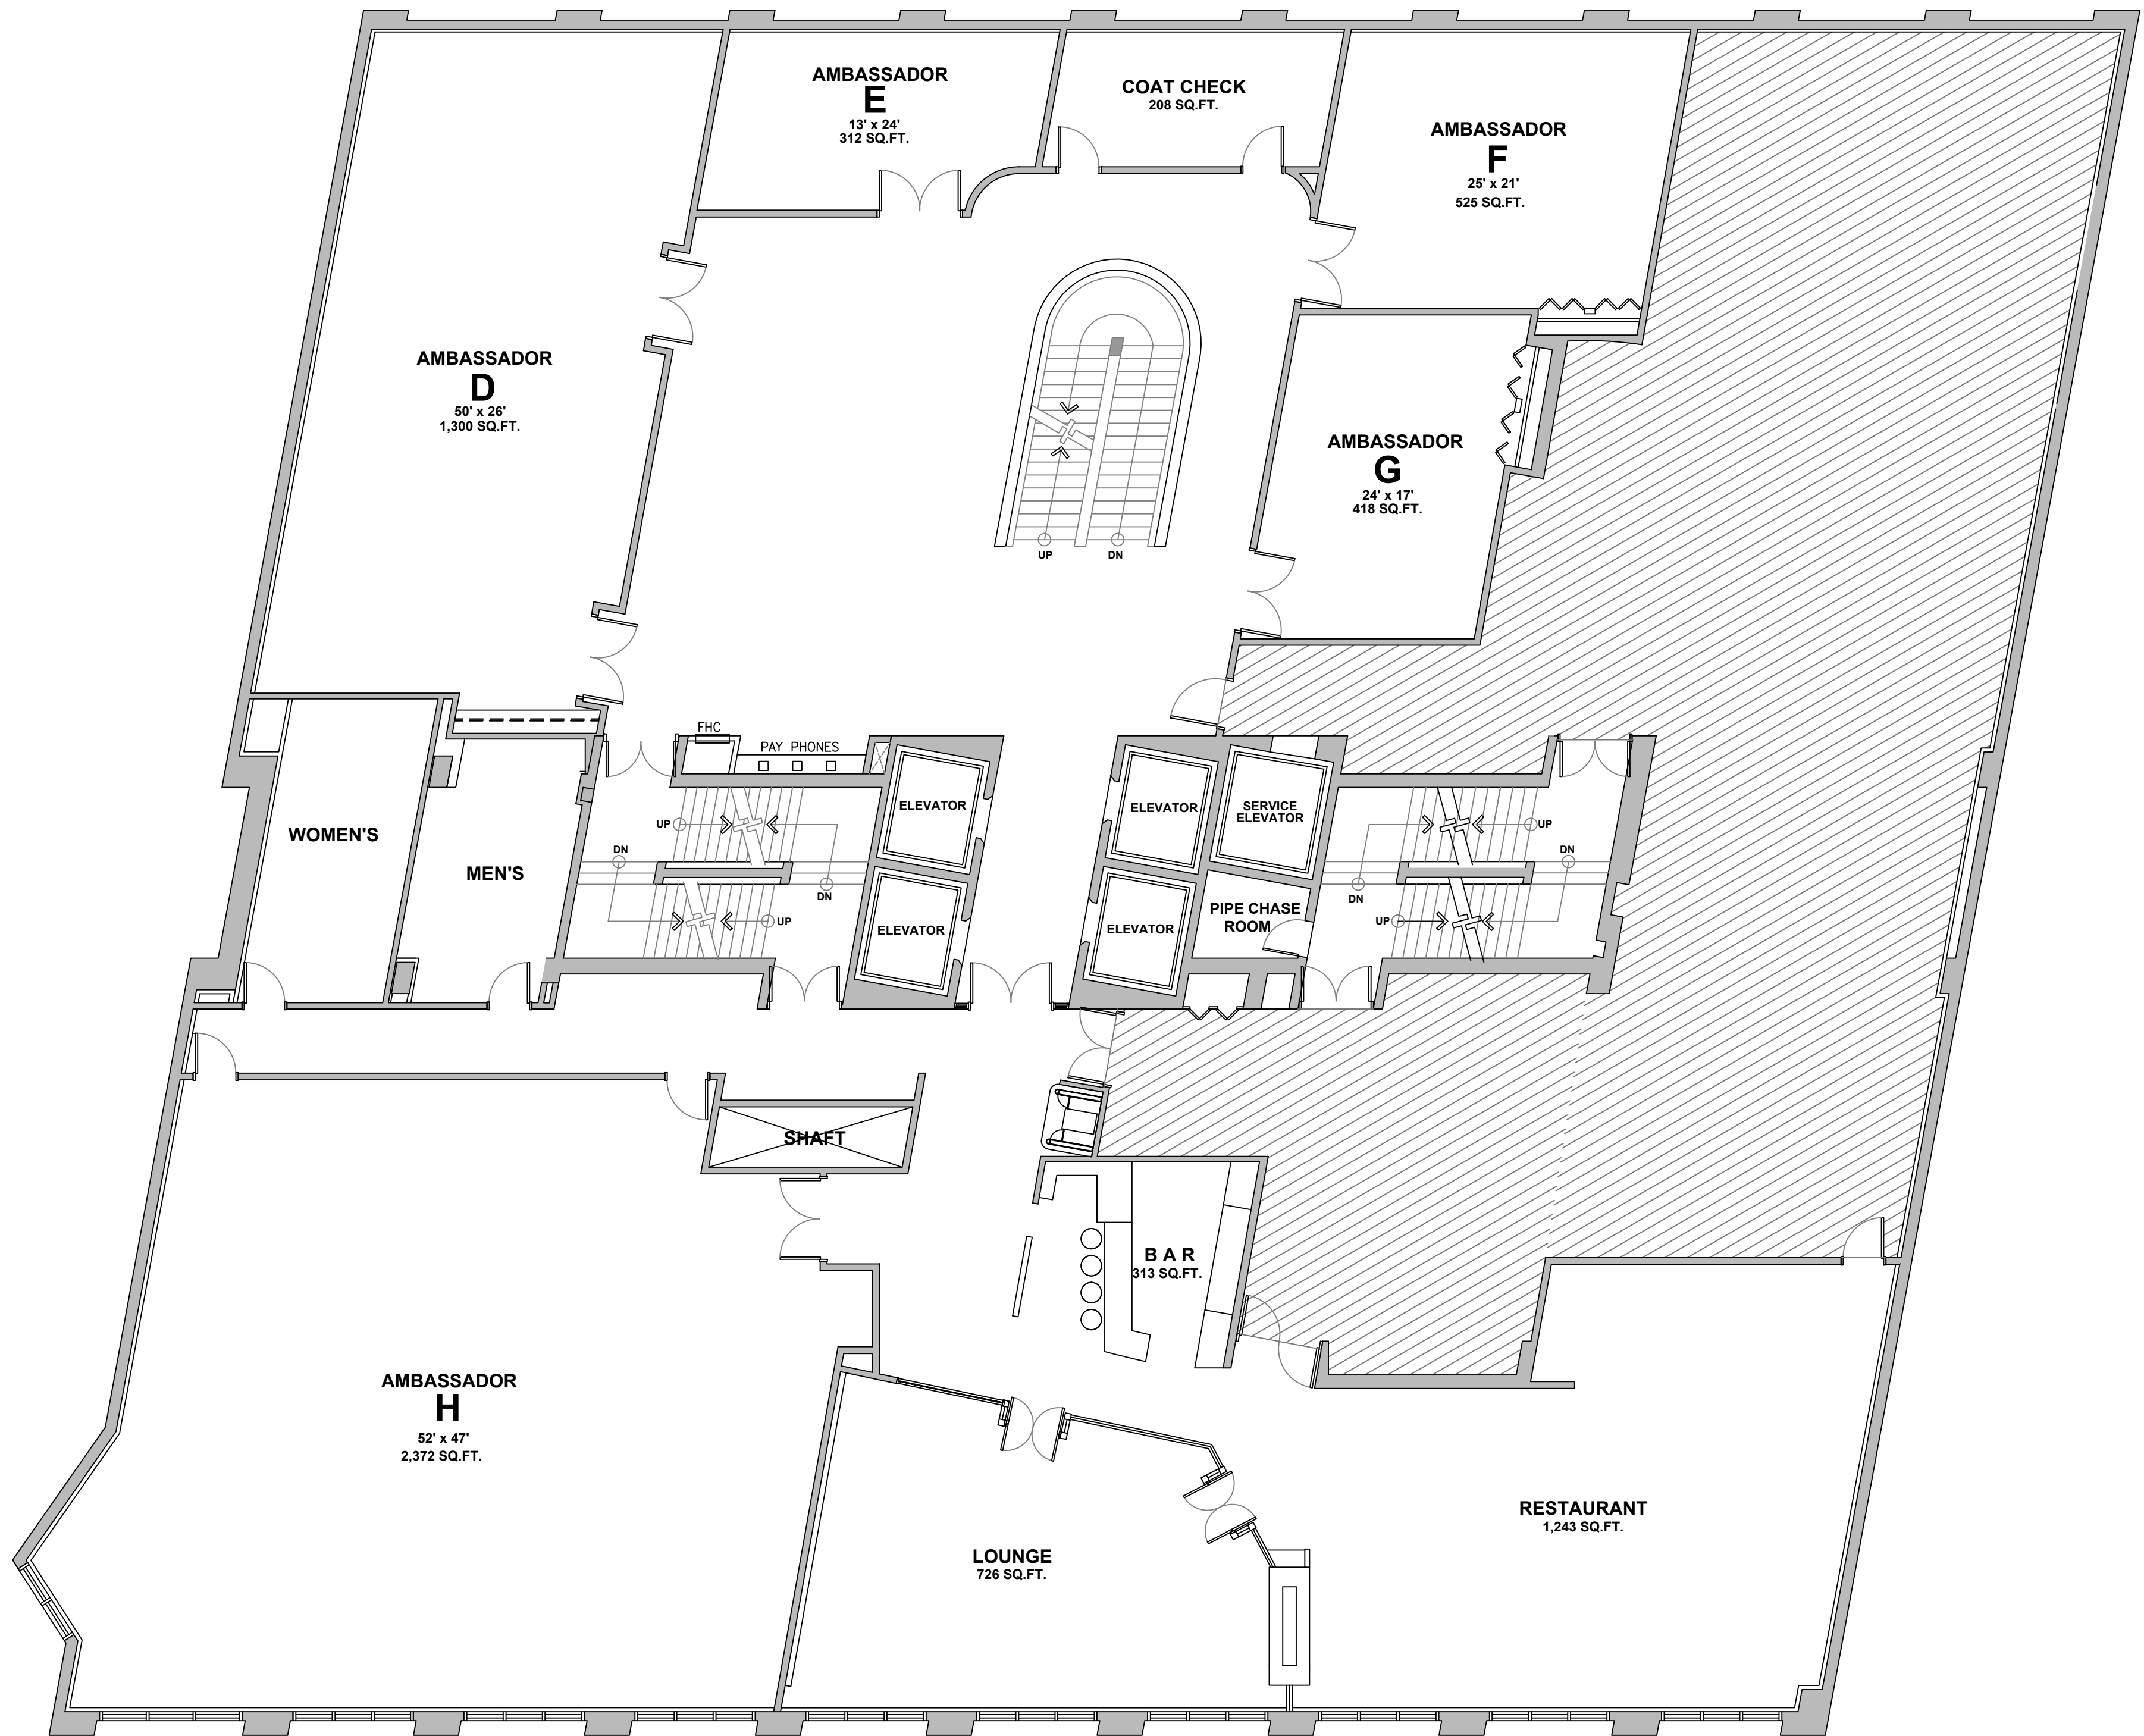 AMBASSADOR
E
13' x 24'
312 SQ.FT.
COAT CHECK
208 SQ.FT.
AMBASSADOR
F
25' x 21'
525 SQ.FT.
AMBASSADOR
D
50' x 26'
1,300 SQ.FT.
AMBASSADOR
G
24' x 17'
418 SQ.FT.
UP
DN
FHC
PAY PHONES
ELEVATOR
ELEVATOR
SERVICE
ELEVATOR
WOMEN'S
MEN'S
UP
DN
DN
UP
ELEVATOR
ELEVATOR
PIPE CHASE
ROOM
UP
DN
DN
UP
SHAFT
B A R
313 SQ.FT.
AMBASSADOR
H
52' x 47'
2,372 SQ.FT.
LOUNGE
726 SQ.FT.
RESTAURANT
1,243 SQ.FT.